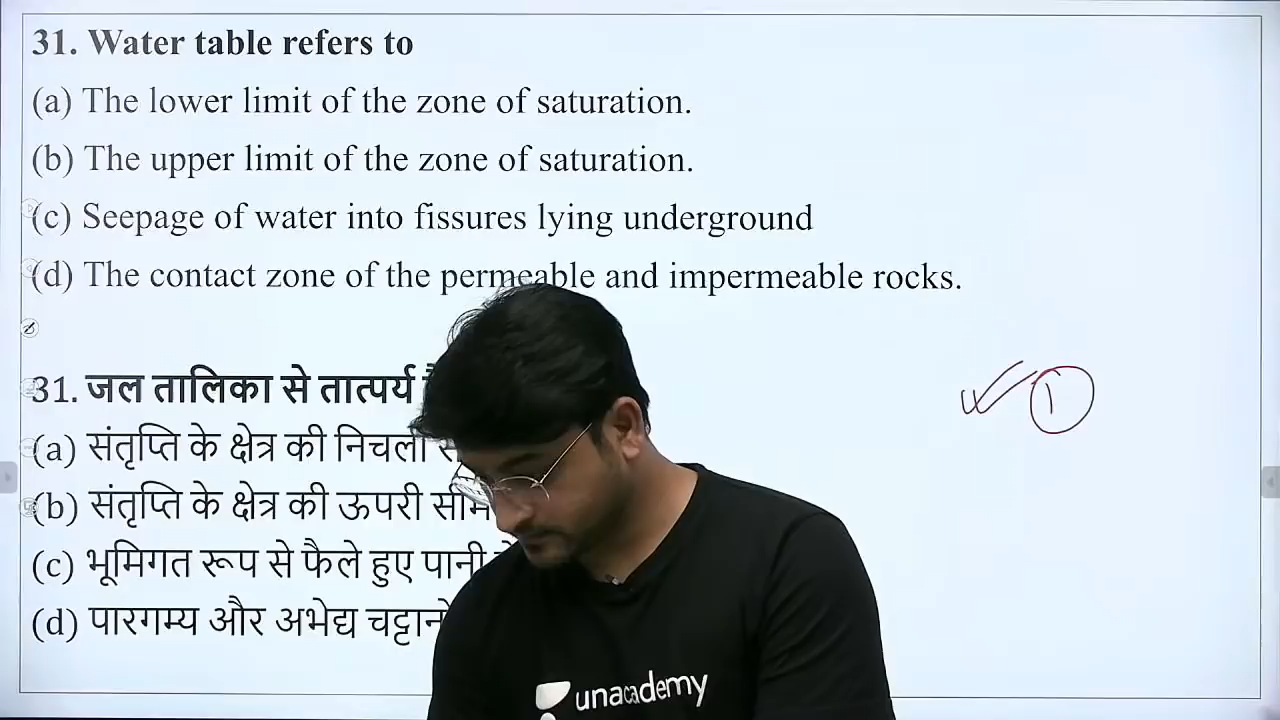 31. Water table refers to
(a) The lower limit of the zone of saturation.
(b) The upper limit of the zone of saturation.
(c) Seepage of water into fissures lying underground
(d) The contact zone of the permeable and impermeable rocks.
31. जल तालिका से तात्पर्य
(a) संतृप्ति के क्षेत्र की निचली
(b) संतृप्ति के क्षेत्र की ऊपरी
(c) भूमिगत रूप से फैले हुए पानी
(d) पारगम्य और अभेद्य
1
unacademy